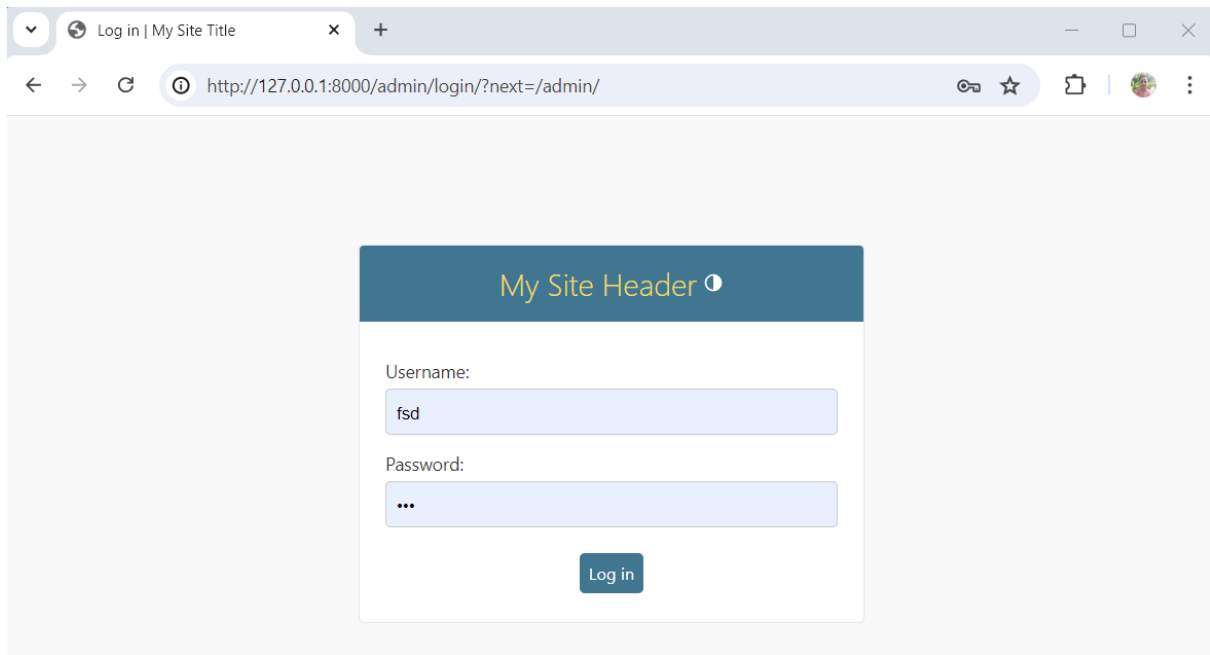 Log in | My Site Title
http://127.0.0.1:8000/admin/login/?next=/admin/
My Site Header
Username:
fsd
Password:
•••
Log in